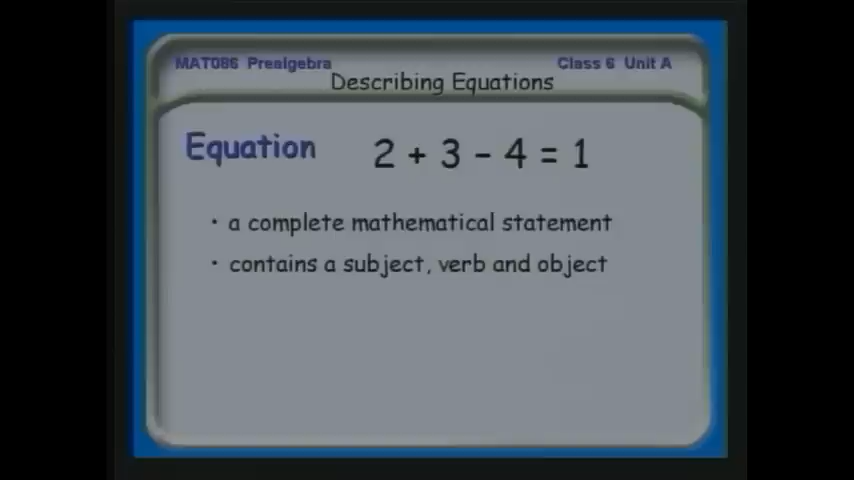 MAT086 Prealgebra
Class 6 Unit A
Describing Equations
Equation
2 + 3 - 4 = 1
• a complete mathematical statement
• contains a subject, verb and object